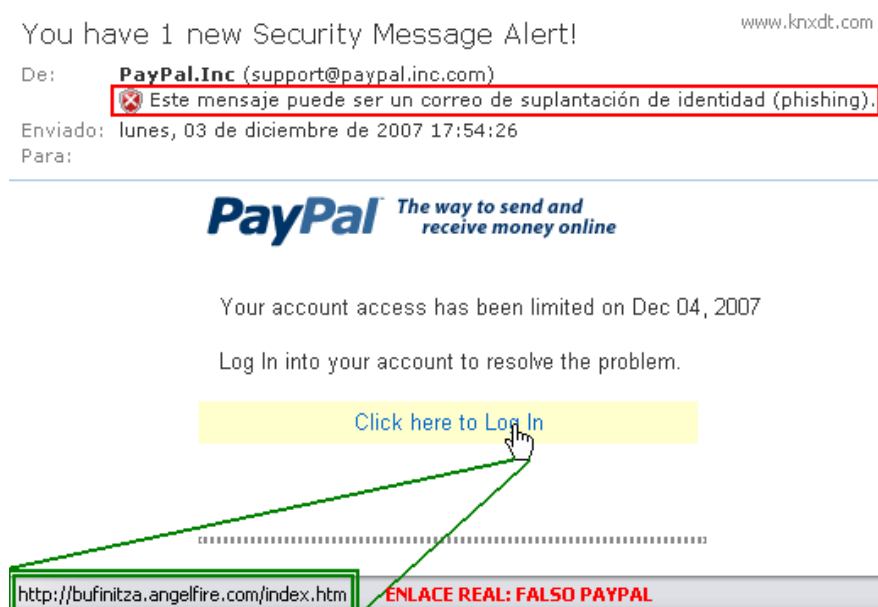 You have 1 new Security Message Alert!
www.knxdt.com
De: PayPal.Inc (support@paypal.inc.com)
Este mensaje puede ser un correo de suplantación de identidad (phishing).
Enviado: lunes, 03 de diciembre de 2007 17:54:26
Para:
PayPal The way to send and
receive money online
Your account access has been limited on Dec 04, 2007
Log In into your account to resolve the problem.
Click here to Log In
http://bufinitza.angelfire.com/index.htm ENLACE REAL: FALSO PAYPAL